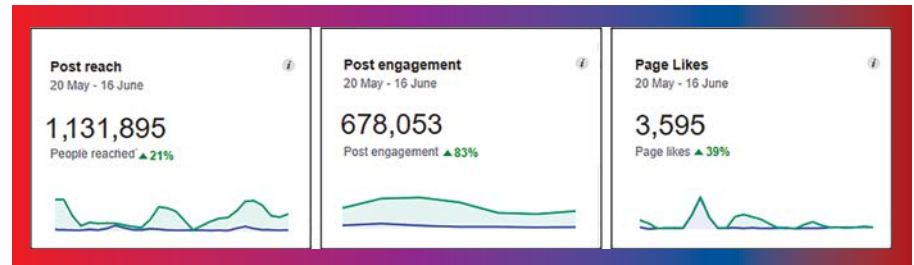 Post reach
20 May - 16 June
1,131,895
People reached ▲ 21%
Post engagement
20 May - 16 June
678,053
Post engagement ▲ 83%
Page Likes
20 May - 16 June
3,595
Page likes ▲ 39%